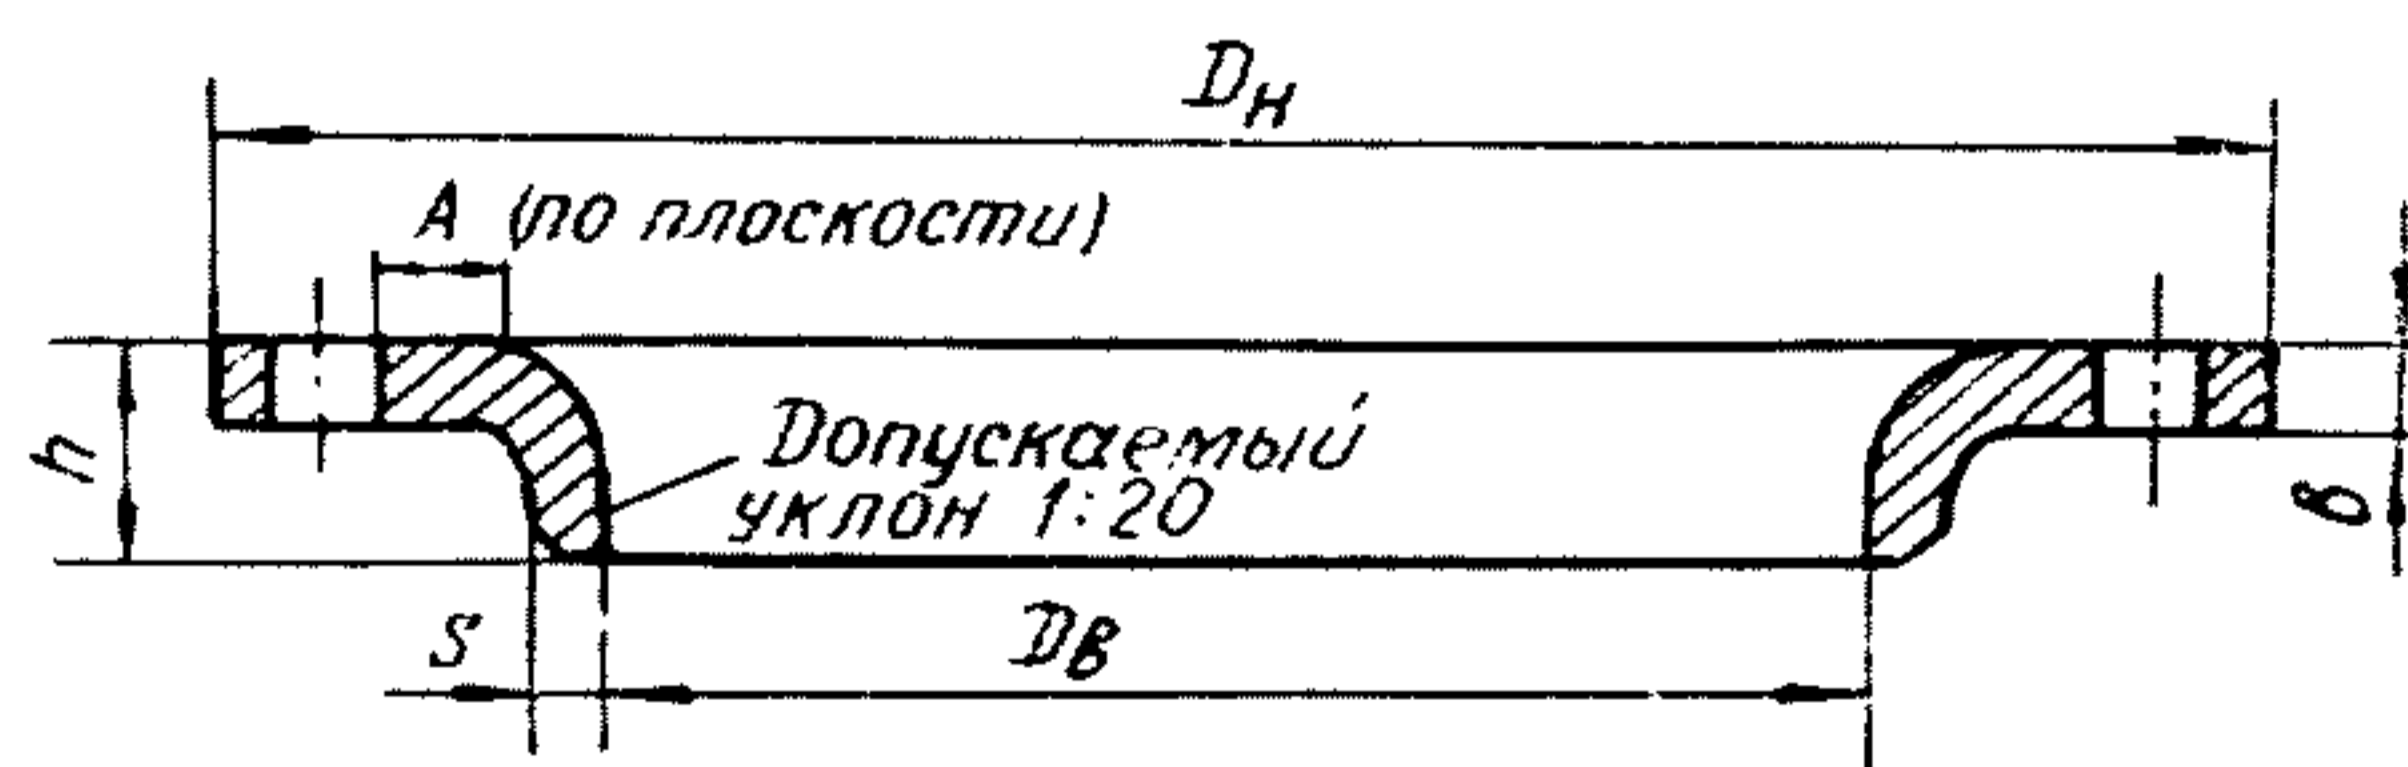 Dн
А (по плоскости)
h
Допускаемый
уклон 1:20
в
S
Dв